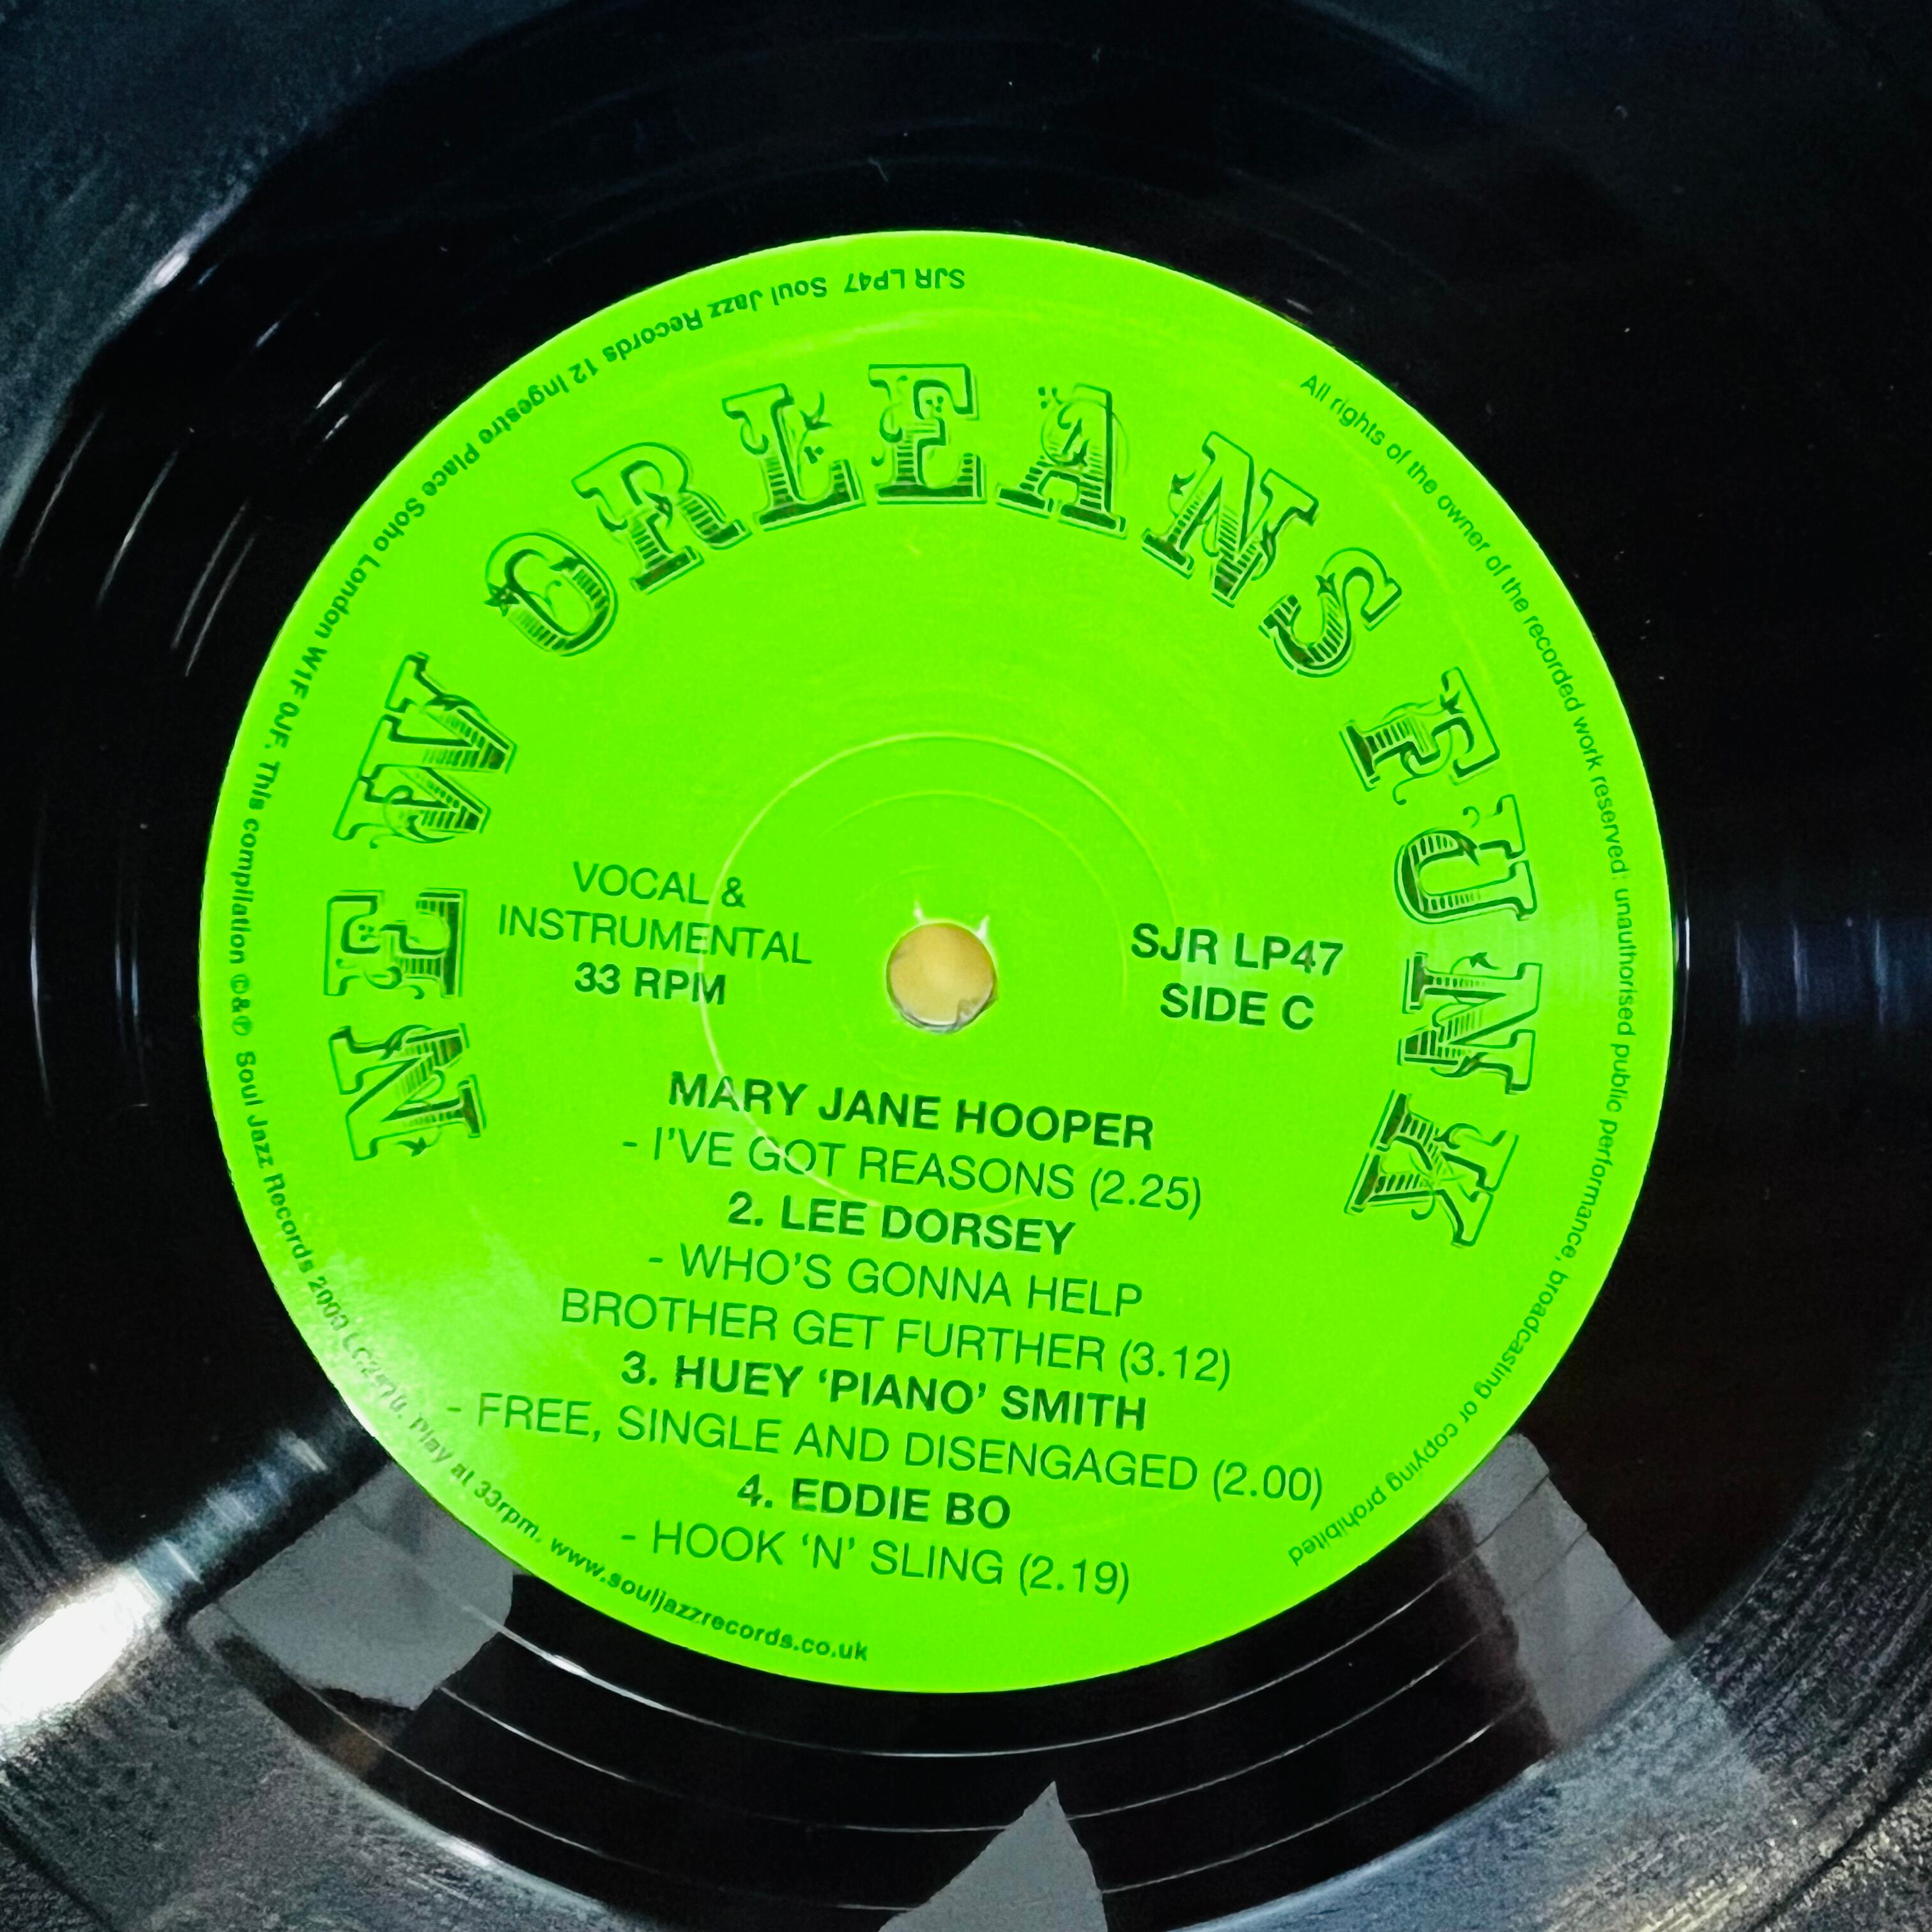 NEW ORLEANS FUNK
VOCAL &
INSTRUMENTAL
33 RPM
SJR LP47
SIDE C
MARY JANE HOOPER
- I'VE GOT REASONS (2.25)
2. LEE DORSEY
- WHO'S GONNA HELP
BROTHER GET FURTHER (3.12)
3. HUEY 'PIANO' SMITH
- FREE, SINGLE AND DISENGAGED (2.00)
4. EDDIE BO
- HOOK 'N' SLING (2.19)
SJR LP47 Soul Jazz Records 12 Ingestre Place Soho London W1F 0JF. This compilation ©&℗ Soul Jazz Records Play at 33rpm. www.souljazzrecords.co.uk
All rights of the owner of the recorded work reserved. unauthorised public performance, broadcasting or copying prohibited